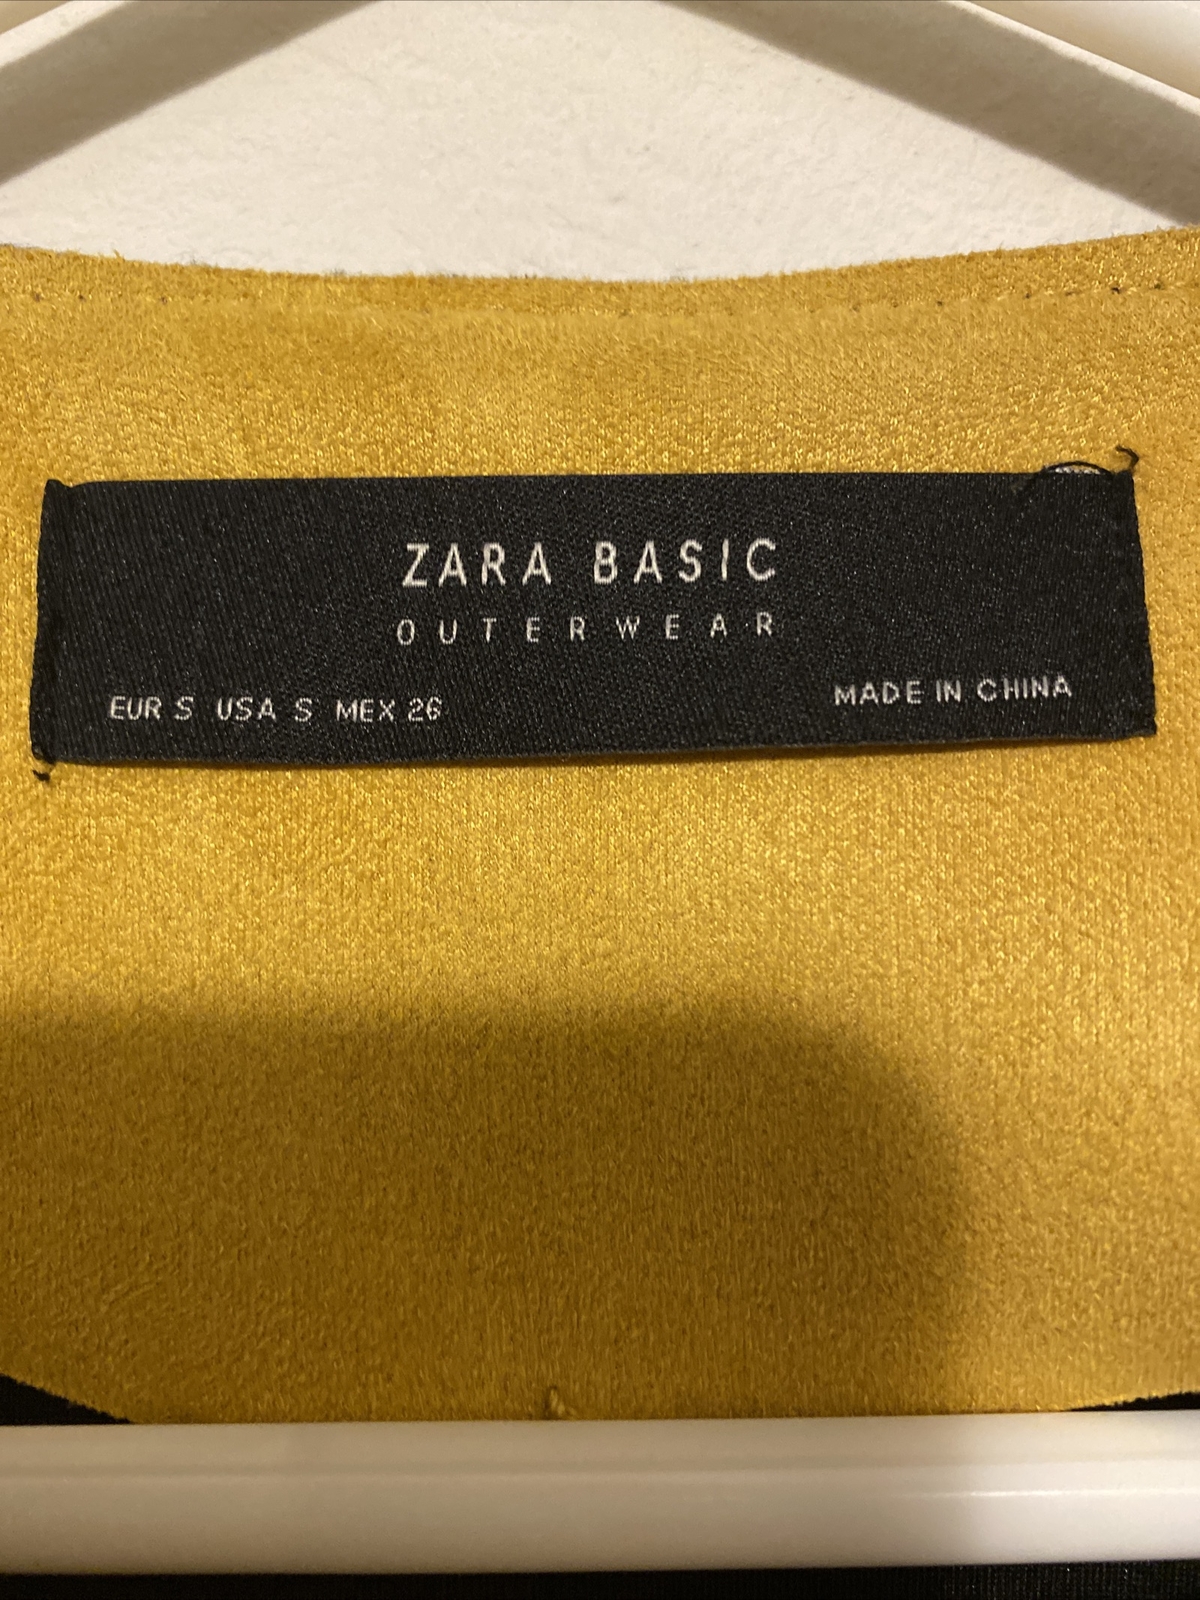 ZARA BASIC
OUTERWEAR
EUR S USA S MEX 26
MADE IN CHINA